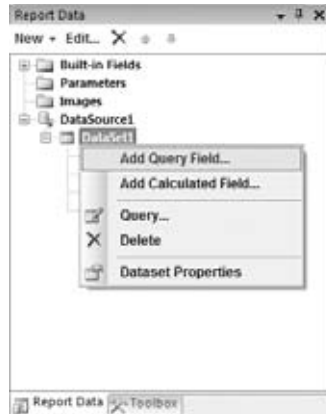 Report Data
New Edit...
Built-in Fields
Parameters
Images
DataSource1
DataSet1
Add Query Field...
Add Calculated Field...
Query...
Delete
Dataset Properties
Report Data Toolbox